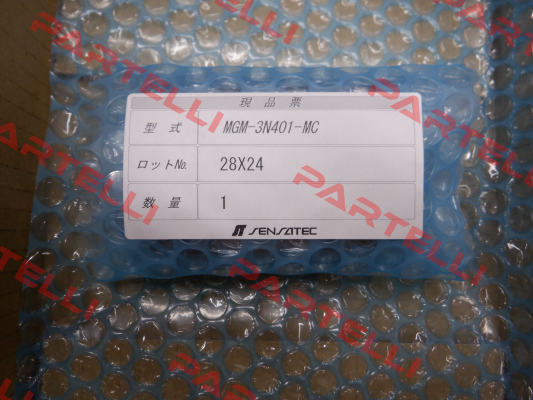 現品票
型式 MGM-3N401-MC
ロットNo. 28X24
数量 1
SENSATEC
PARTELLI
PARTELLI
PARTELLI
PARTELLI
PARTELLI
PARTELLI